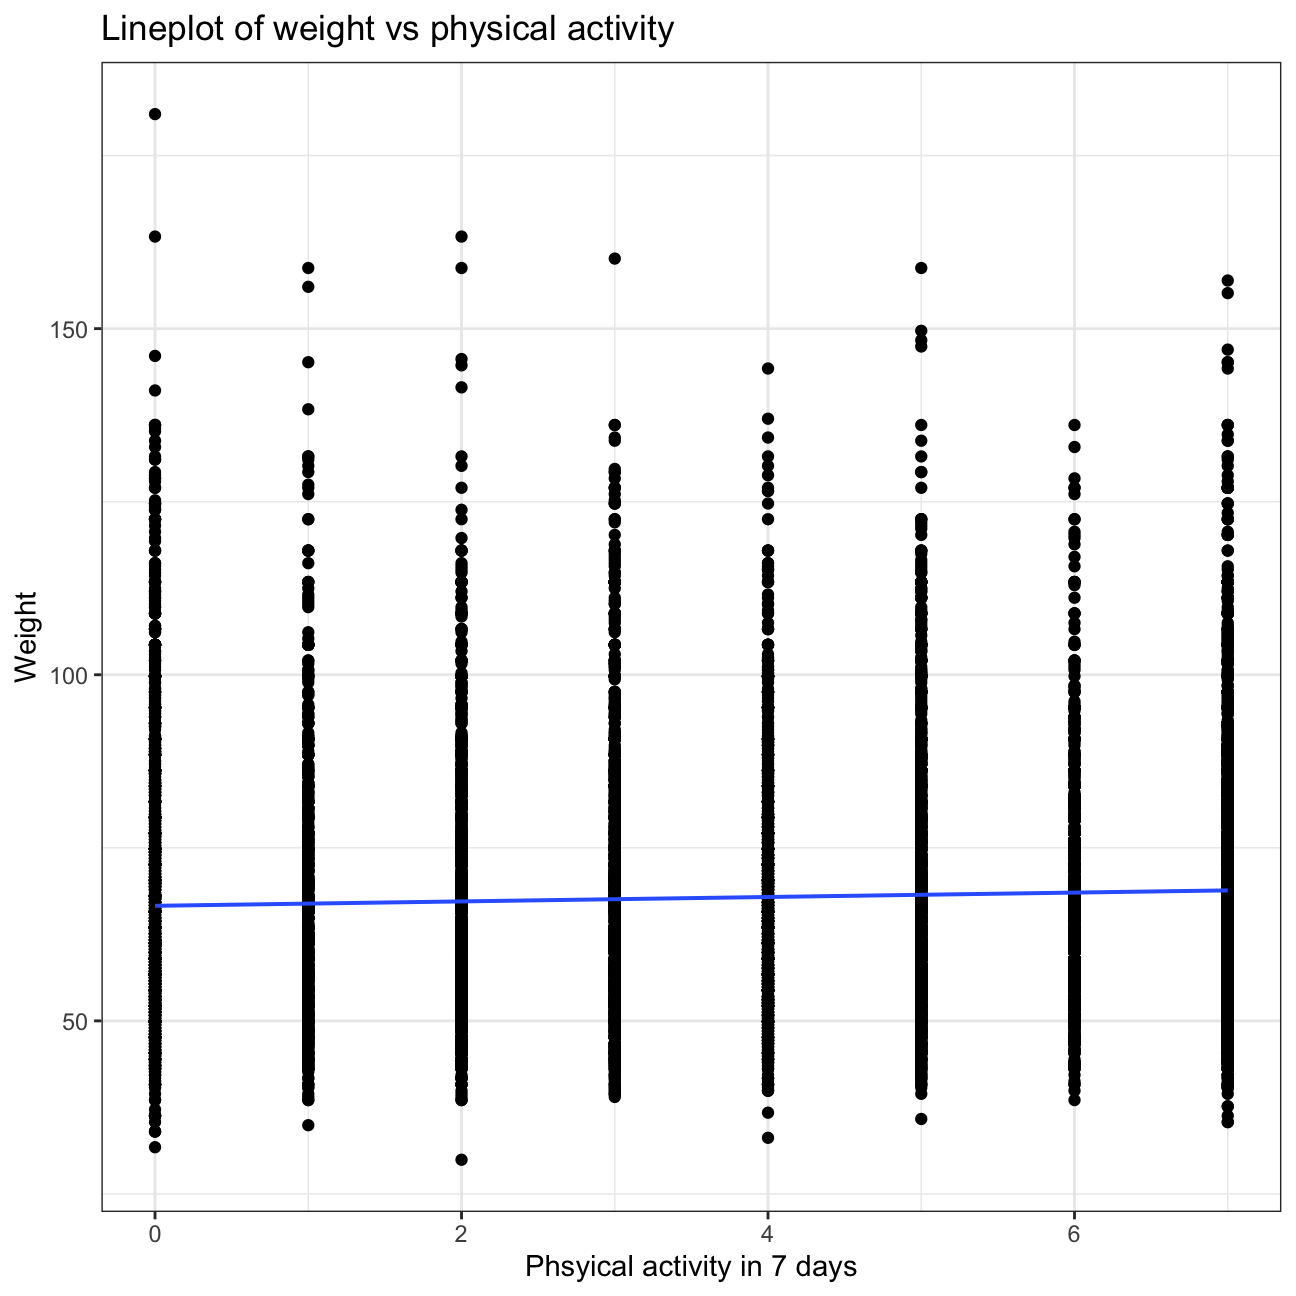 Lineplot of weight vs physical activity
150
100
50
Weight
0 2 4 6
Phsyical activity in 7 days